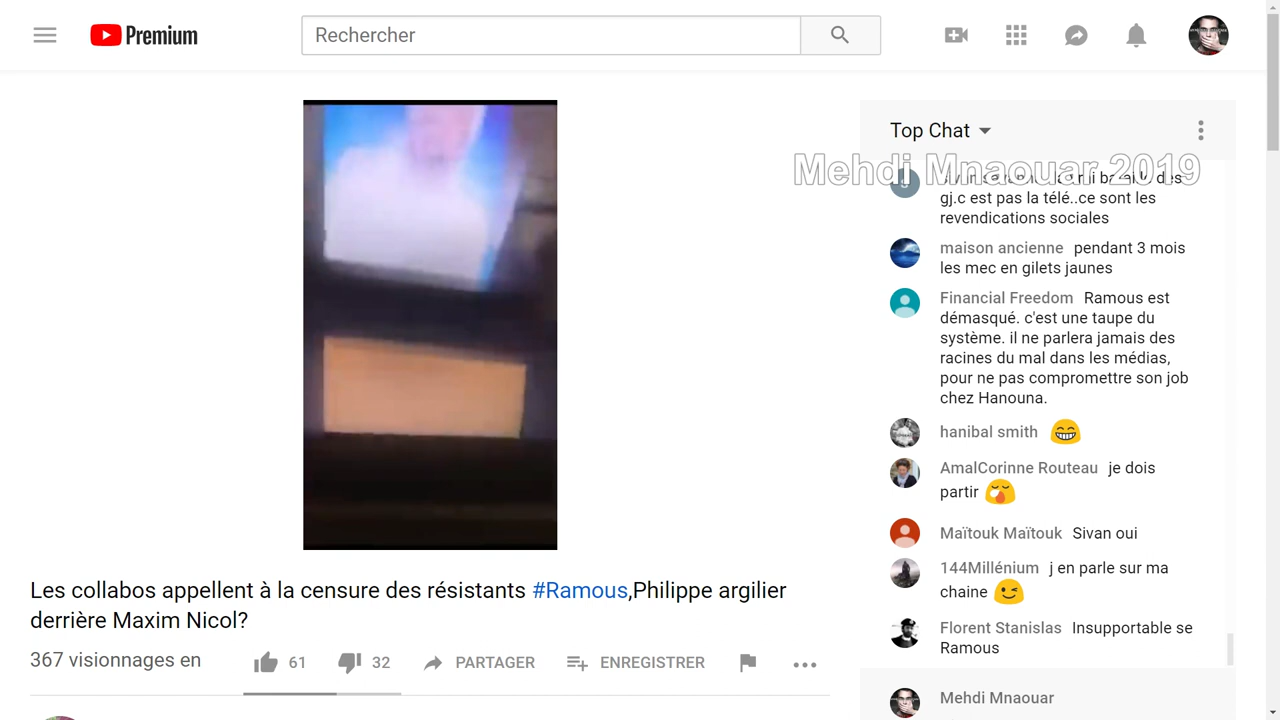 Premium
Rechercher
Top Chat
Mehdi Mnaouar 2019
gj.c est pas la télé..ce sont les
revendications sociales
maison ancienne pendant 3 mois
les mec en gilets jaunes
Financial Freedom Ramous est
démasqué. c'est une taupe du
système. il ne parlera jamais des
racines du mal dans les médias,
pour ne pas compromettre son job
chez Hanouna.
hanibal smith
AmalCorinne Routeau je dois
partir
Maïtouk Maïtouk Sivan oui
144Millénium j en parle sur ma
chaine
Florent Stanislas Insupportable se
Ramous
Mehdi Mnaouar
Les collabos appellent à la censure des résistants #Ramous,Philippe argilier
derrière Maxim Nicol?
367 visionnages en
61 32 PARTAGER ENREGISTRER